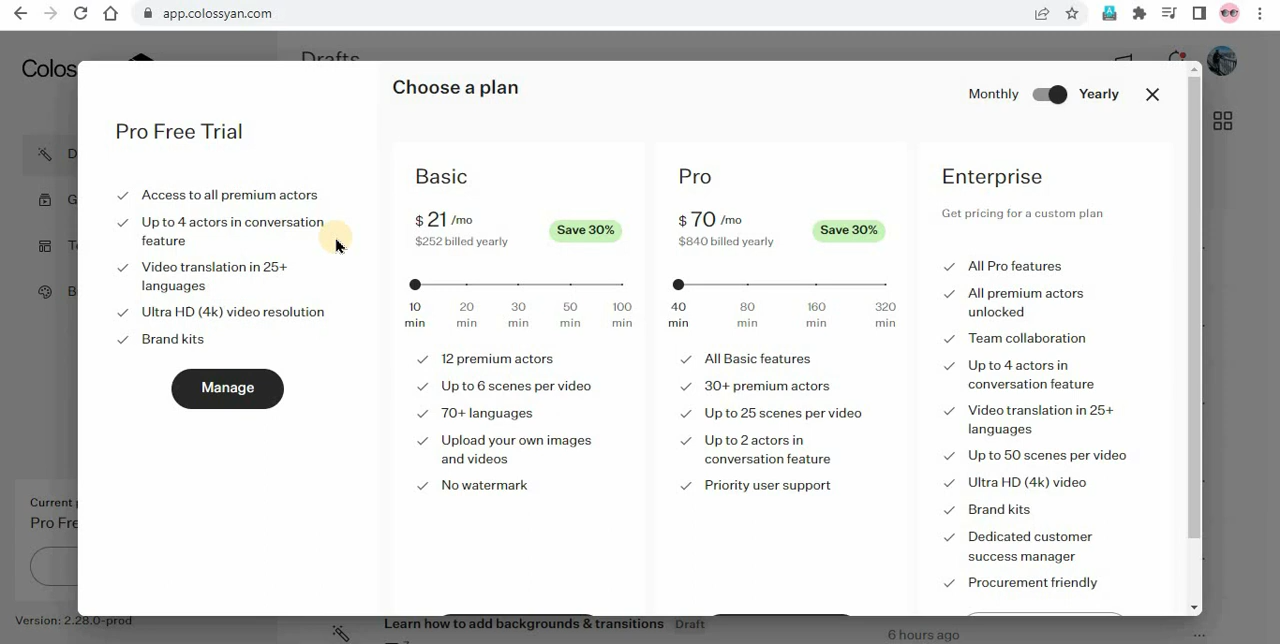 app.colossyan.com
Colos
Drafts
Choose a plan
Monthly
Yearly
Pro Free Trial
Access to all premium actors
Up to 4 actors in conversation
feature
Video translation in 25+
languages
Ultra HD (4k) video resolution
Brand kits
Manage
Basic
$ 21 /mo
$252 billed yearly
Save 30%
10 20 30 50 100
min min min min min
12 premium actors
Up to 6 scenes per video
70+ languages
Upload your own images
and videos
No watermark
Pro
$ 70 /mo
$840 billed yearly
Save 30%
40 80 160 320
min min min min
All Basic features
30+ premium actors
Up to 25 scenes per video
Up to 2 actors in
conversation feature
Priority user support
Enterprise
Get pricing for a custom plan
All Pro features
All premium actors
unlocked
Team collaboration
Up to 4 actors in
conversation feature
Video translation in 25+
languages
Up to 50 scenes per video
Ultra HD (4k) video
Brand kits
Dedicated customer
success manager
Procurement friendly
D
G
T
B
Current p
Pro Fre
Version: 2.28.0-prod
Learn how to add backgrounds & transitions Draft
6 hours ago